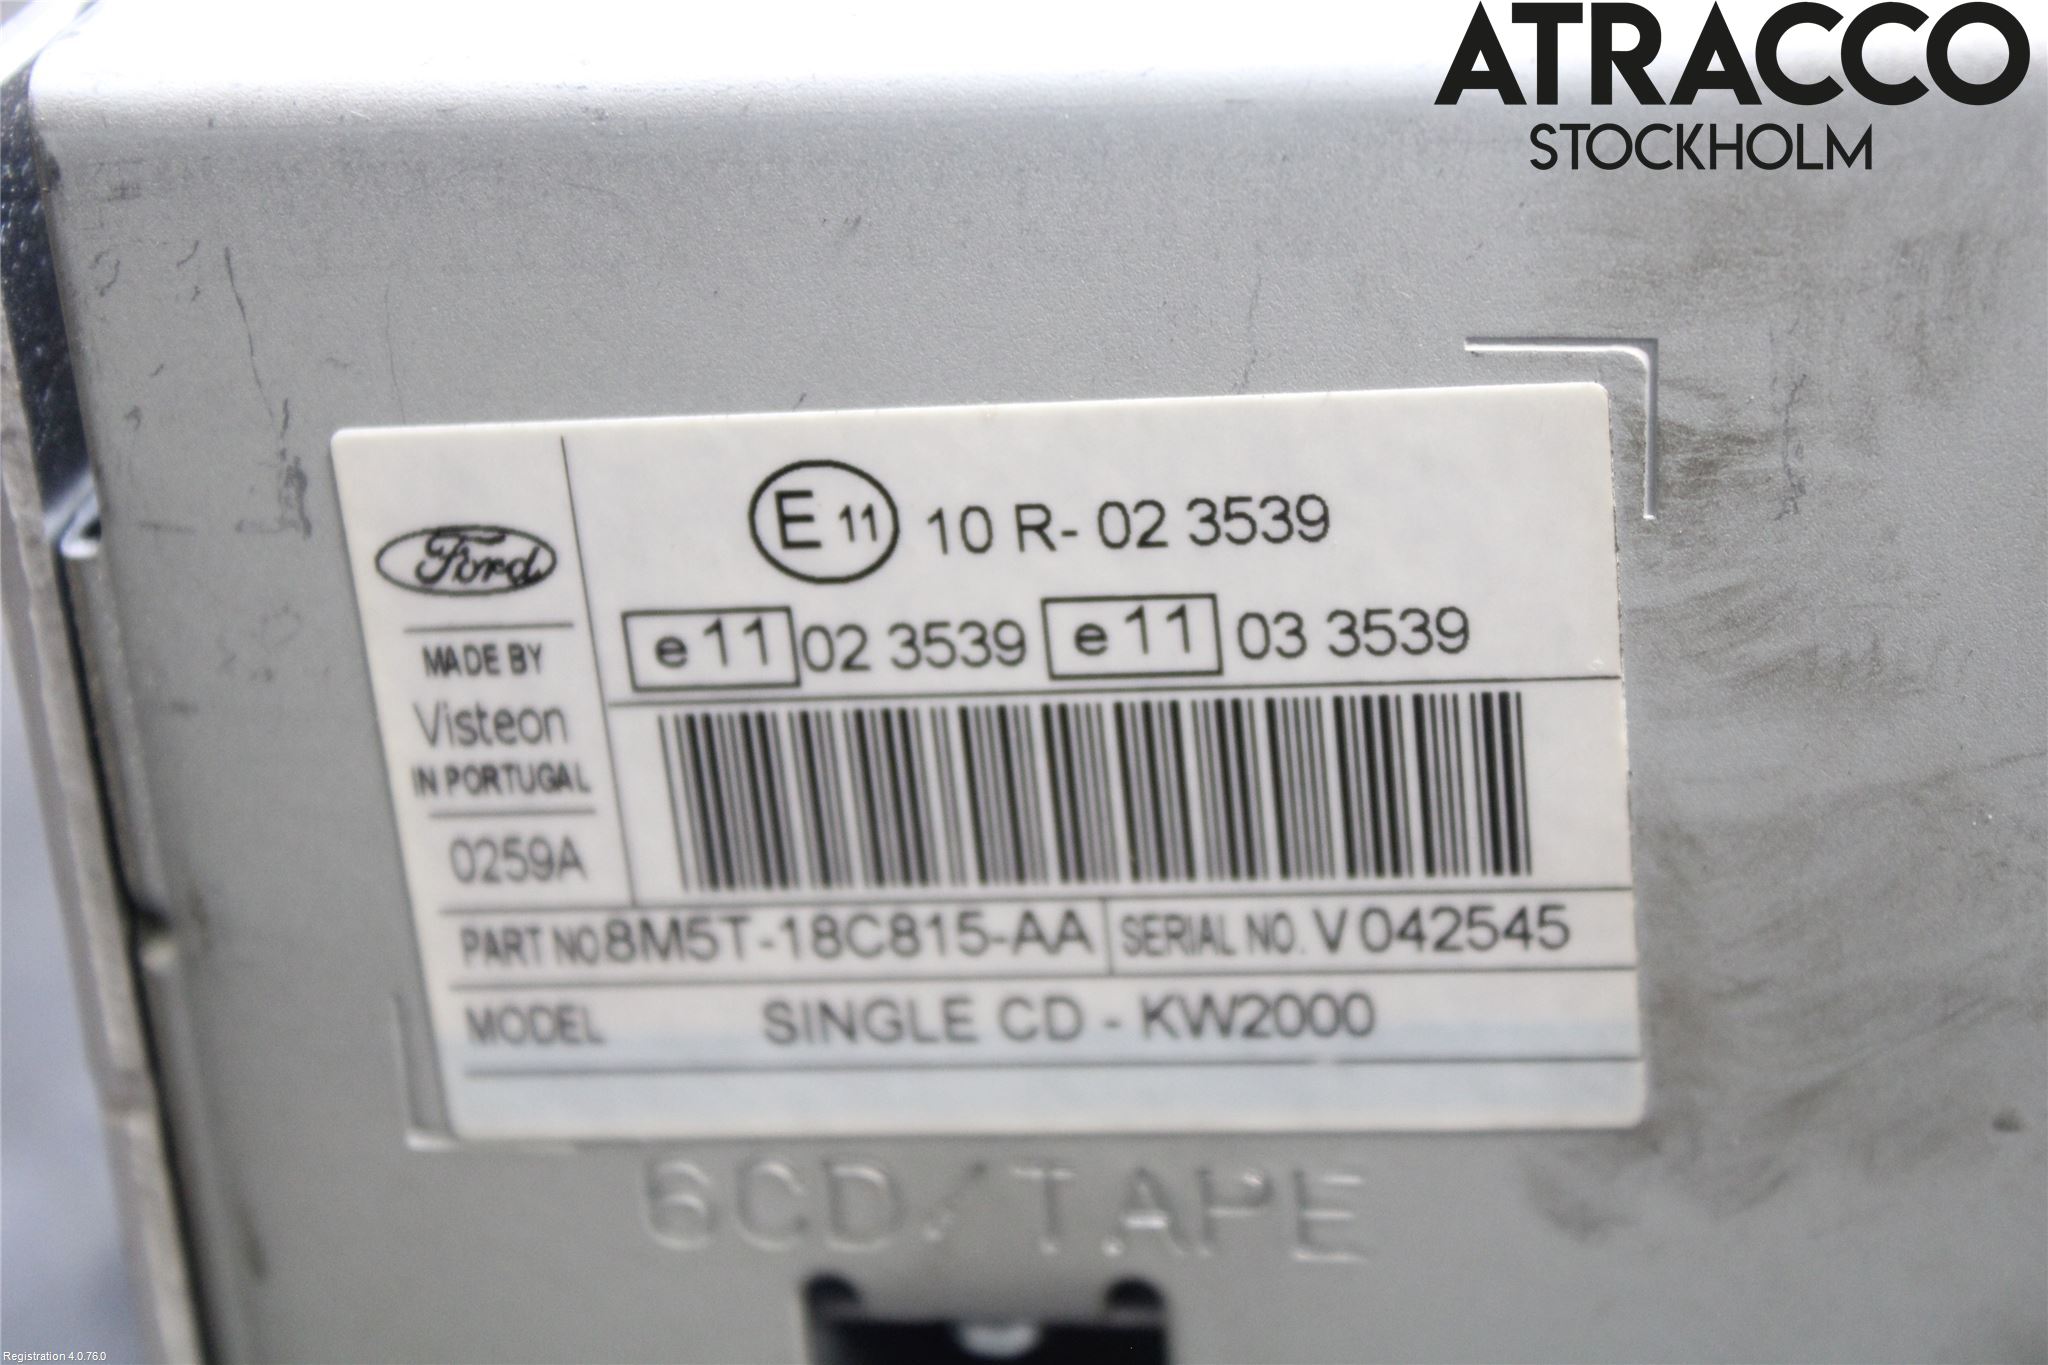 ATRACCO
STOCKHOLM
E 11 10 R- 02 3539
Ford
e 11 02 3539 e 11 03 3539
MADE BY
Visteon
IN PORTUGAL
0259A
PART NO 8M5T-18C815-AA SERIAL NO. V042545
MODEL SINGLE CD - KW2000
6CD/TAPE
Registration 4.0.76.0